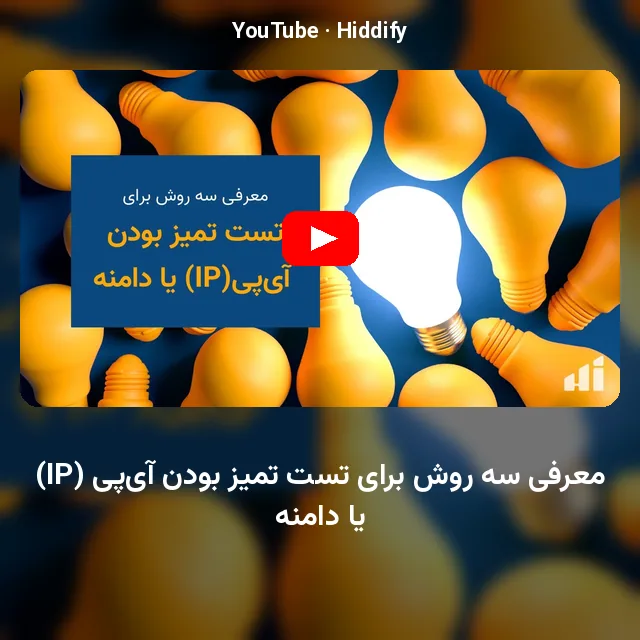 YouTube · Hiddify
معرفی سه روش برای
تست تمیز بودن
آی‌پی(IP) یا دامنه
معرفی سه روش برای تست تمیز بودن آی‌پی (IP)
یا دامنه